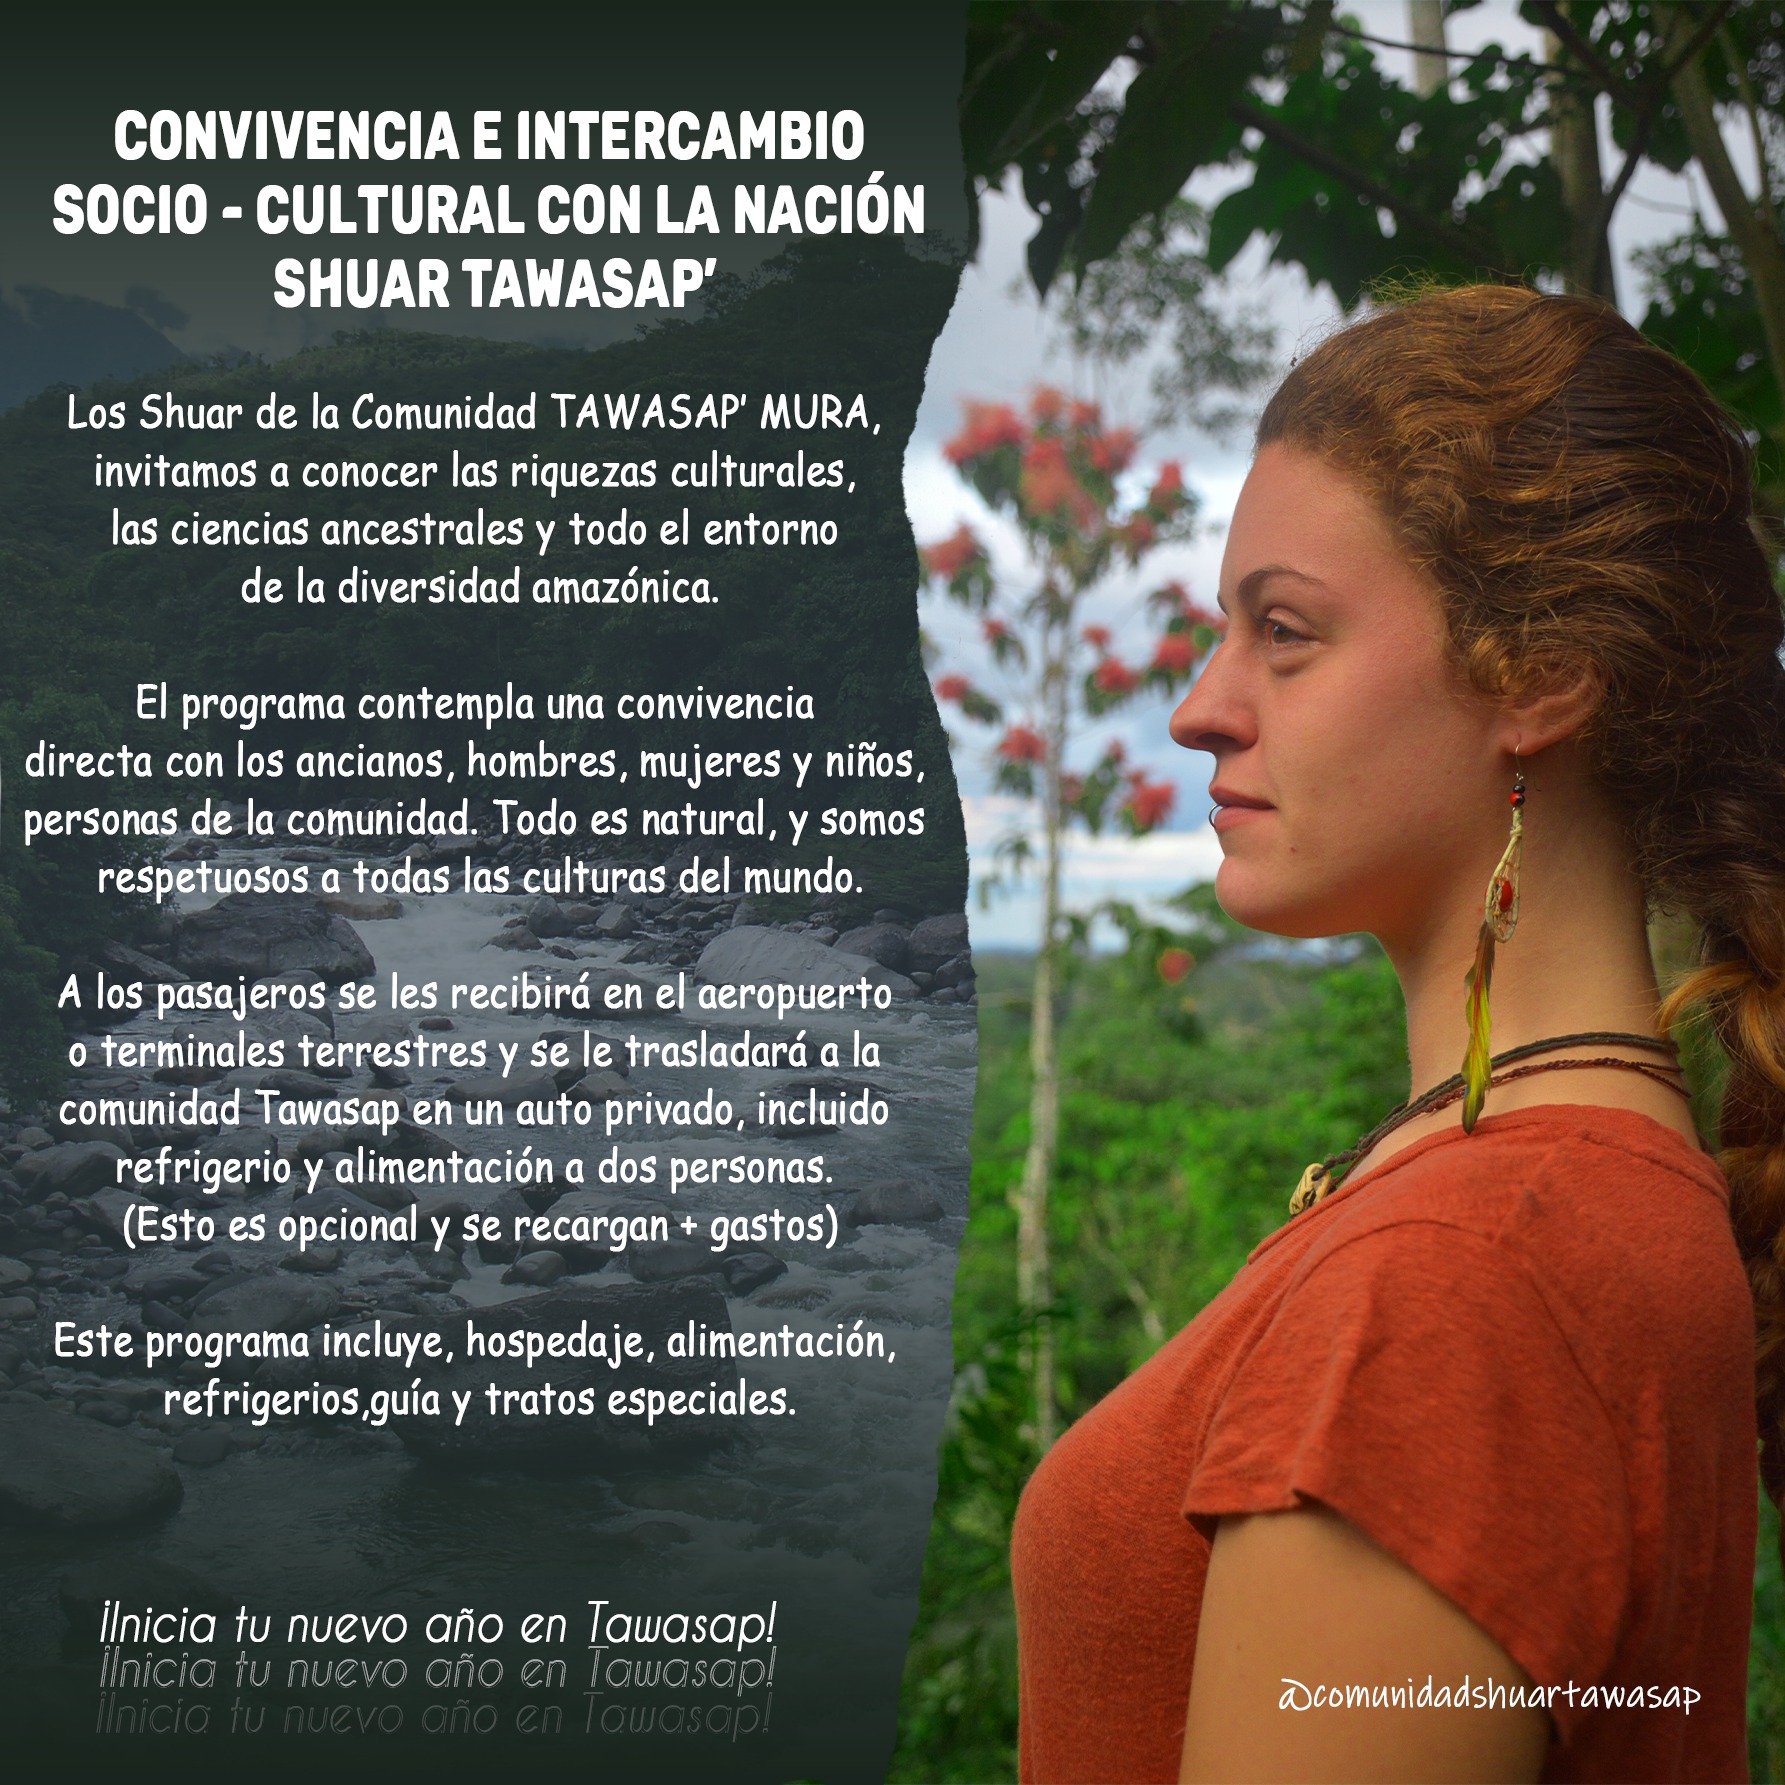 CONVIVENCIA E INTERCAMBIO
SOCIO - CULTURAL CON LA NACIÓN
SHUAR TAWASAP'
Los Shuar de la Comunidad TAWASAP' MURA,
invitamos a conocer las riquezas culturales,
las ciencias ancestrales y todo el entorno
de la diversidad amazónica.
El programa contempla una convivencia
directa con los ancianos, hombres, mujeres y niños,
personas de la comunidad. Todo es natural, y somos
respetuosos a todas las culturas del mundo.
A los pasajeros se les recibirá en el aeropuerto
o terminales terrestres y se le trasladará a la
comunidad Tawasap en un auto privado, incluido
refrigerio y alimentación a dos personas.
(Esto es opcional y se recargan + gastos)
Este programa incluye, hospedaje, alimentación,
refrigerios,guía y tratos especiales.
¡Inicia tu nuevo año en Tawasap!
¡Inicia tu nuevo año en Tawasap!
¡Inicia tu nuevo año en Tawasap!
@comunidadshuartawasap